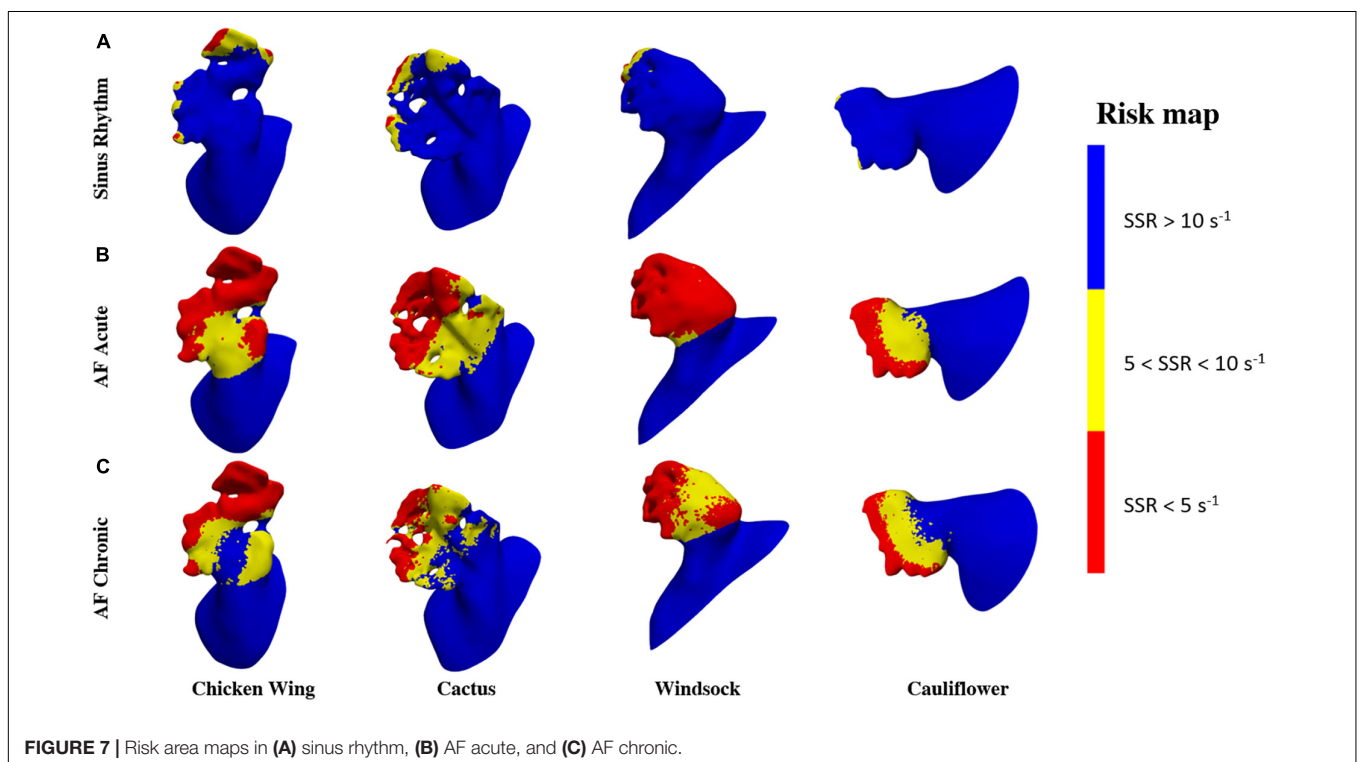 A
Sinus Rhythm
B
AF Acute
C
AF Chronic
Chicken Wing
Cactus
Windsock
Cauliflower
Risk map
SSR > 10 s⁻¹
5 < SSR < 10 s⁻¹
SSR < 5 s⁻¹
FIGURE 7 | Risk area maps in (A) sinus rhythm, (B) AF acute, and (C) AF chronic.